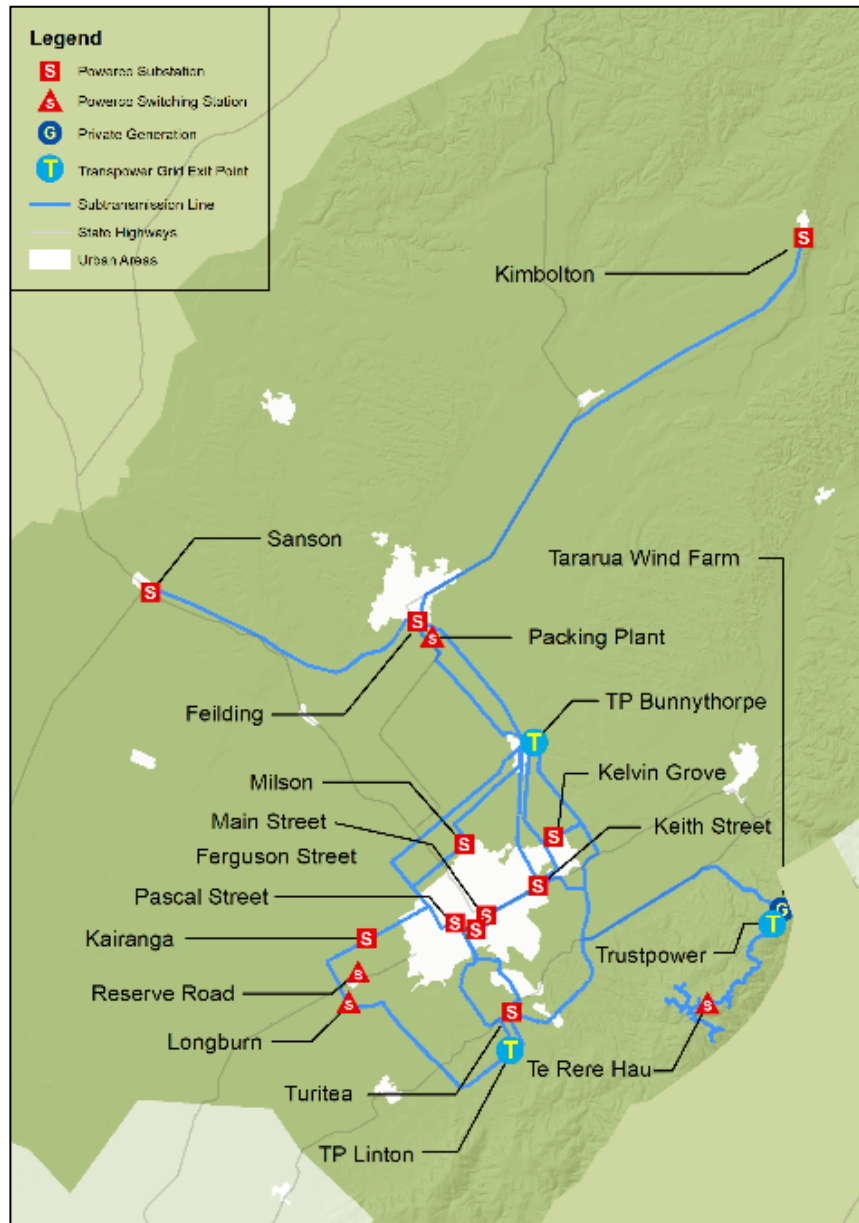 Legend
S Powerco Substation
S Powerco Switching Station
G Private Generation
T Transpower Grid Exit Point
Subtransmission Line
State Highways
Urban Areas
S
Kimbolton
Sanson
S
Tararua Wind Farm
S
S
Packing Plant
Feilding
TP Bunnythorpe
T
Milson
Kelvin Grove
S
S
Main Street
Keith Street
Ferguson Street
S
Pascal Street
S
S
S
G
T
Kairanga
S
Trustpower
Reserve Road
S
Longburn
S
S
S
Te Rere Hau
T
Turitea
TP Linton